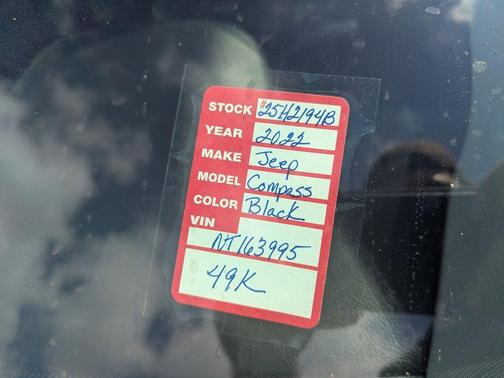 STOCK #25H2194B
YEAR 2022
MAKE Jeep
MODEL Compass
COLOR Black
VIN
NT163995
49K